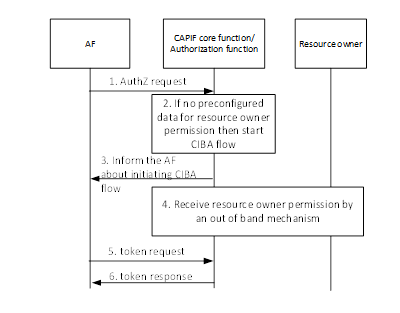 AF
CAPIF core function/
Authorization function
Resource owner
1. AuthZ request
2. If no preconfigured
data for resource owner
permission then start
CIBA flow
3. Inform the AF
about initiating CIBA
flow
4. Receive resource owner permission by
an out of band mechanism
5. token request
6. token response